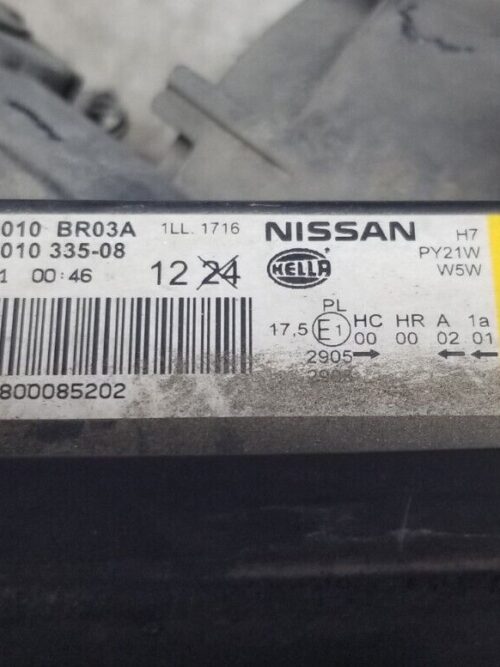 010 BR03A 1LL. 1716 NISSAN H7
010 335-08 PY21W
1 00:46 12 24 HELLA W5W
PL
17,5 E1 HC HR A 1a
00 00 02 01
2905
800085202